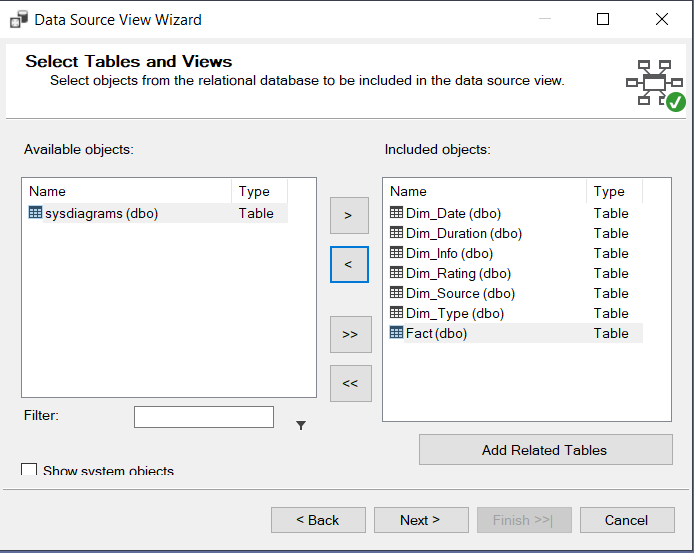 Data Source View Wizard
Select Tables and Views
Select objects from the relational database to be included in the data source view.
Available objects:
Name Type
sysdiagrams (dbo) Table
>
<
>>
<<
Included objects:
Name Type
Dim_Date (dbo) Table
Dim_Duration (dbo) Table
Dim_Info (dbo) Table
Dim_Rating (dbo) Table
Dim_Source (dbo) Table
Dim_Type (dbo) Table
Fact (dbo) Table
Filter:
Add Related Tables
Show system objects
< Back Next > Finish >>| Cancel